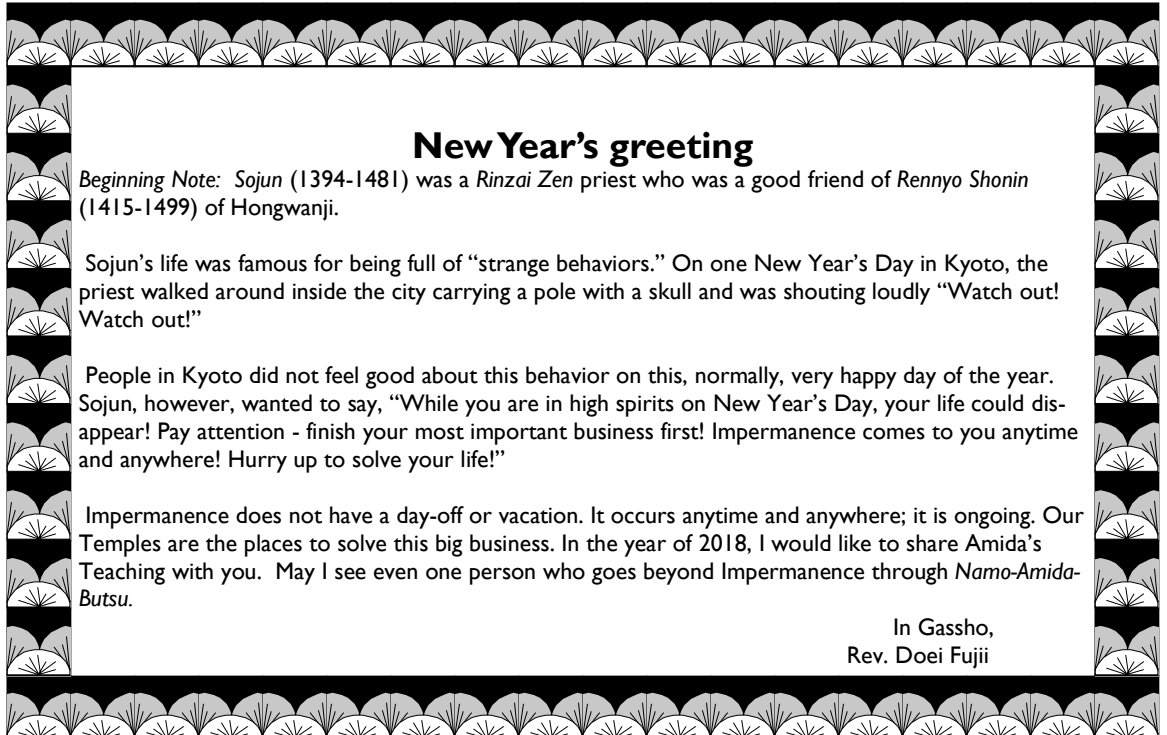 New Year’s greeting
Beginning Note: Sojun (1394-1481) was a Rinzai Zen priest who was a good friend of Rennyo Shonin
(1415-1499) of Hongwanji.
Sojun’s life was famous for being full of “strange behaviors.” On one New Year’s Day in Kyoto, the
priest walked around inside the city carrying a pole with a skull and was shouting loudly “Watch out!
Watch out!”
People in Kyoto did not feel good about this behavior on this, normally, very happy day of the year.
Sojun, however, wanted to say, “While you are in high spirits on New Year’s Day, your life could dis-
appear! Pay attention - finish your most important business first! Impermanence comes to you anytime
and anywhere! Hurry up to solve your life!”
Impermanence does not have a day-off or vacation. It occurs anytime and anywhere; it is ongoing. Our
Temples are the places to solve this big business. In the year of 2018, I would like to share Amida’s
Teaching with you. May I see even one person who goes beyond Impermanence through Namo-Amida-
Butsu.
In Gassho,
Rev. Doei Fujii